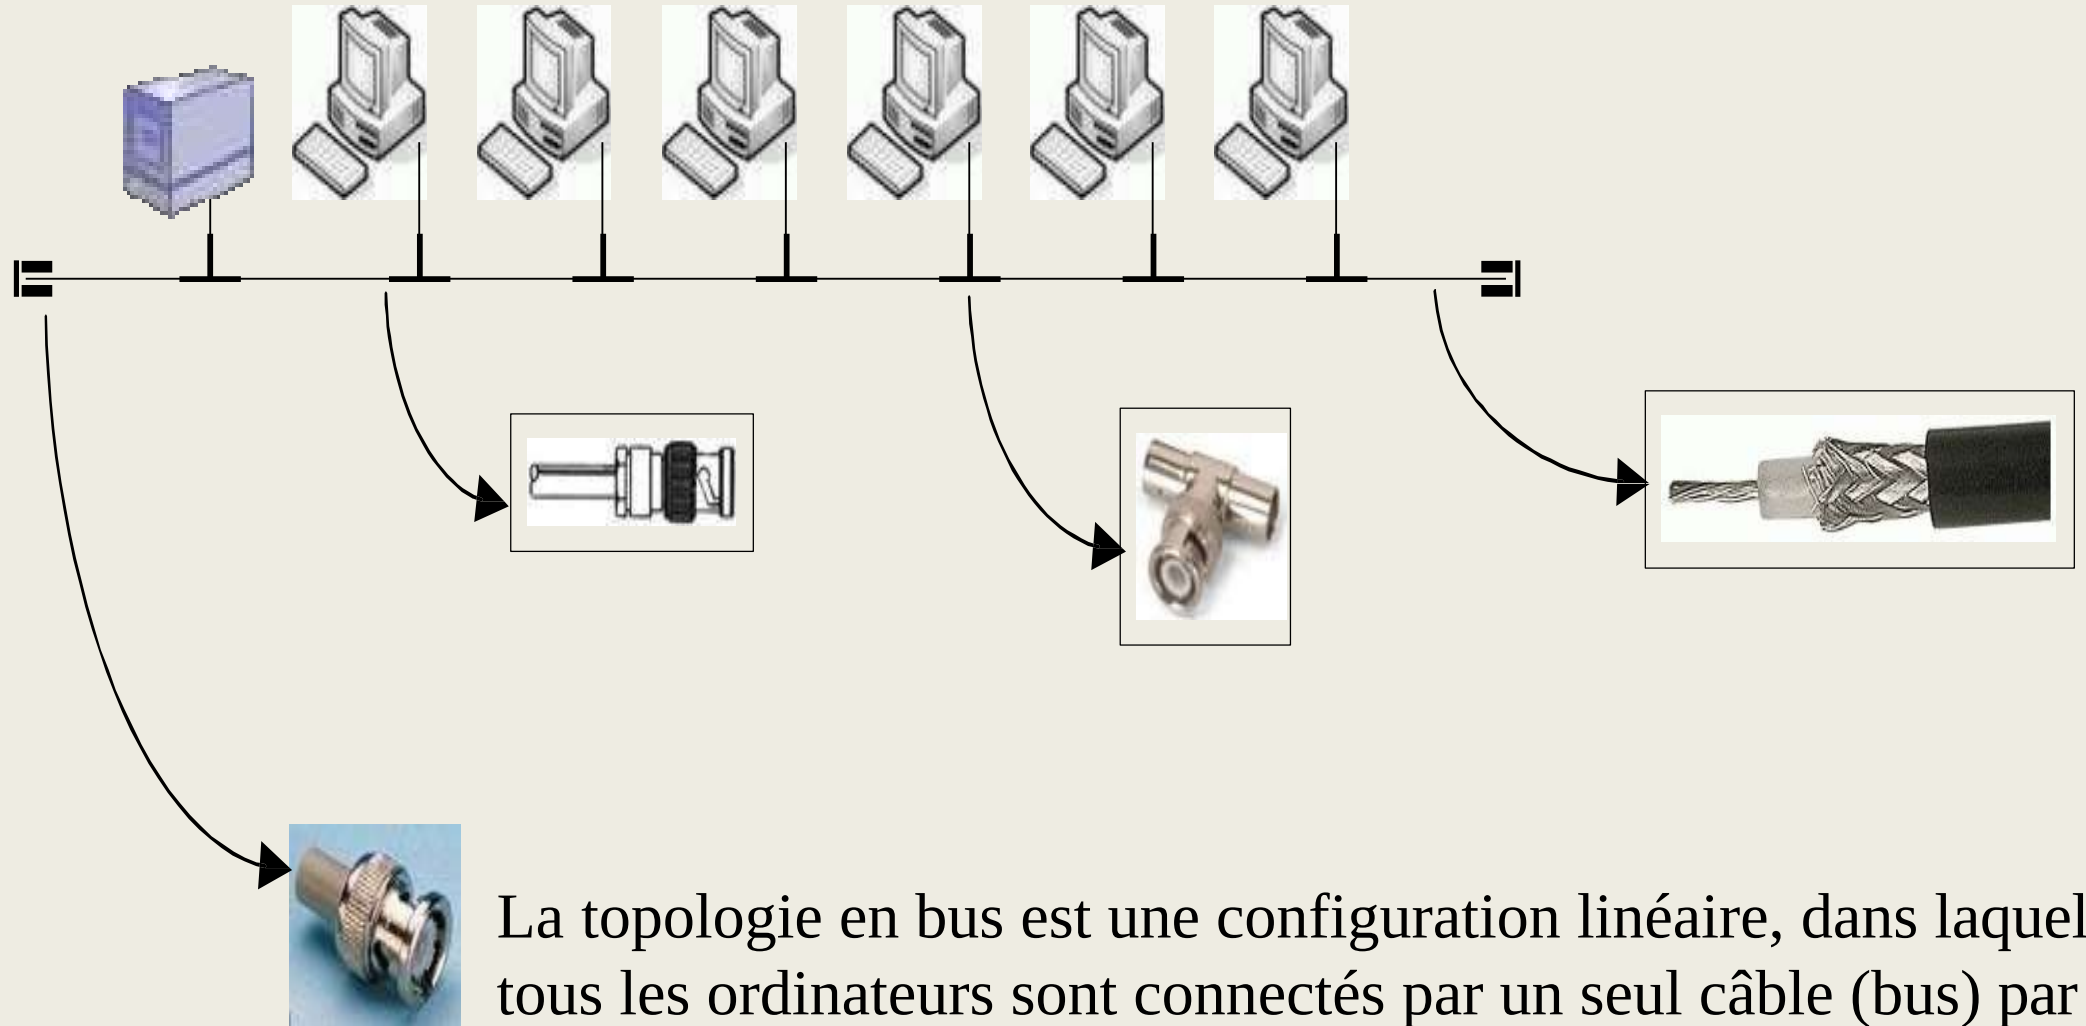 La topologie en bus est une configuration linéaire, dans laquel
tous les ordinateurs sont connectés par un seul câble (bus) par